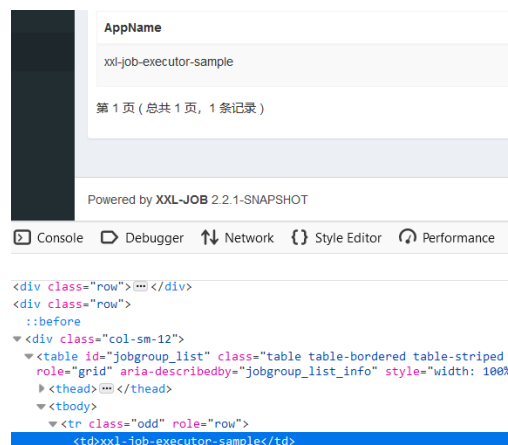 AppName
xxl-job-executor-sample
第 1 页 ( 总共 1 页，1 条记录 )
Powered by XXL-JOB 2.2.1-SNAPSHOT
Console Debugger Network Style Editor Performance
<div class="row"></div>
<div class="row">
::before
<div class="col-sm-12">
<table id="jobgroup_list" class="table table-bordered table-striped
role="grid" aria-describedby="jobgroup_list_info" style="width: 100%
<thead></thead>
<tbody>
<tr class="odd" role="row">
<td>xxl-job-executor-sample</td>